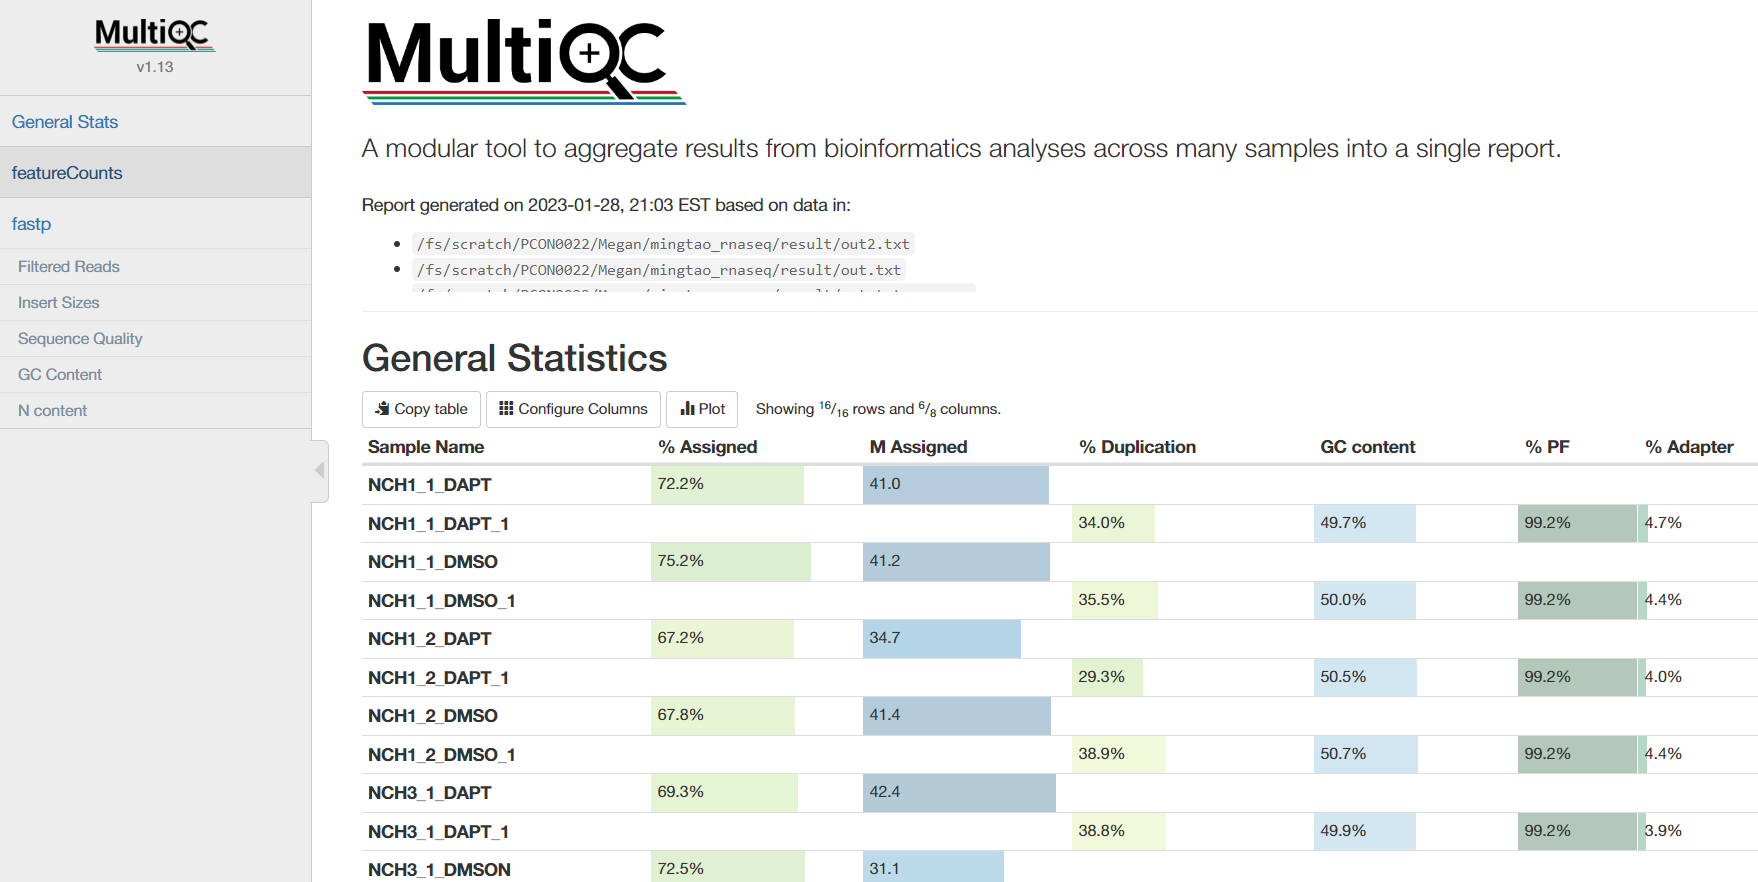 MultiQC
v1.13
General Stats
featureCounts
fastp
Filtered Reads
Insert Sizes
Sequence Quality
GC Content
N content
MultiQC
A modular tool to aggregate results from bioinformatics analyses across many samples into a single report.
Report generated on 2023-01-28, 21:03 EST based on data in:
/fs/scratch/PCON0022/Megan/mingtao_rnaseq/result/out2.txt
/fs/scratch/PCON0022/Megan/mingtao_rnaseq/result/out.txt
General Statistics
Copy table Configure Columns Plot Showing 16/16 rows and 6/8 columns.
Sample Name % Assigned M Assigned % Duplication GC content % PF % Adapter
NCH1_1_DAPT 72.2% 41.0
NCH1_1_DAPT_1 34.0% 49.7% 99.2% 4.7%
NCH1_1_DMSO 75.2% 41.2
NCH1_1_DMSO_1 35.5% 50.0% 99.2% 4.4%
NCH1_2_DAPT 67.2% 34.7
NCH1_2_DAPT_1 29.3% 50.5% 99.2% 4.0%
NCH1_2_DMSO 67.8% 41.4
NCH1_2_DMSO_1 38.9% 50.7% 99.2% 4.4%
NCH3_1_DAPT 69.3% 42.4
NCH3_1_DAPT_1 38.8% 49.9% 99.2% 3.9%
NCH3_1_DMSON 72.5% 31.1